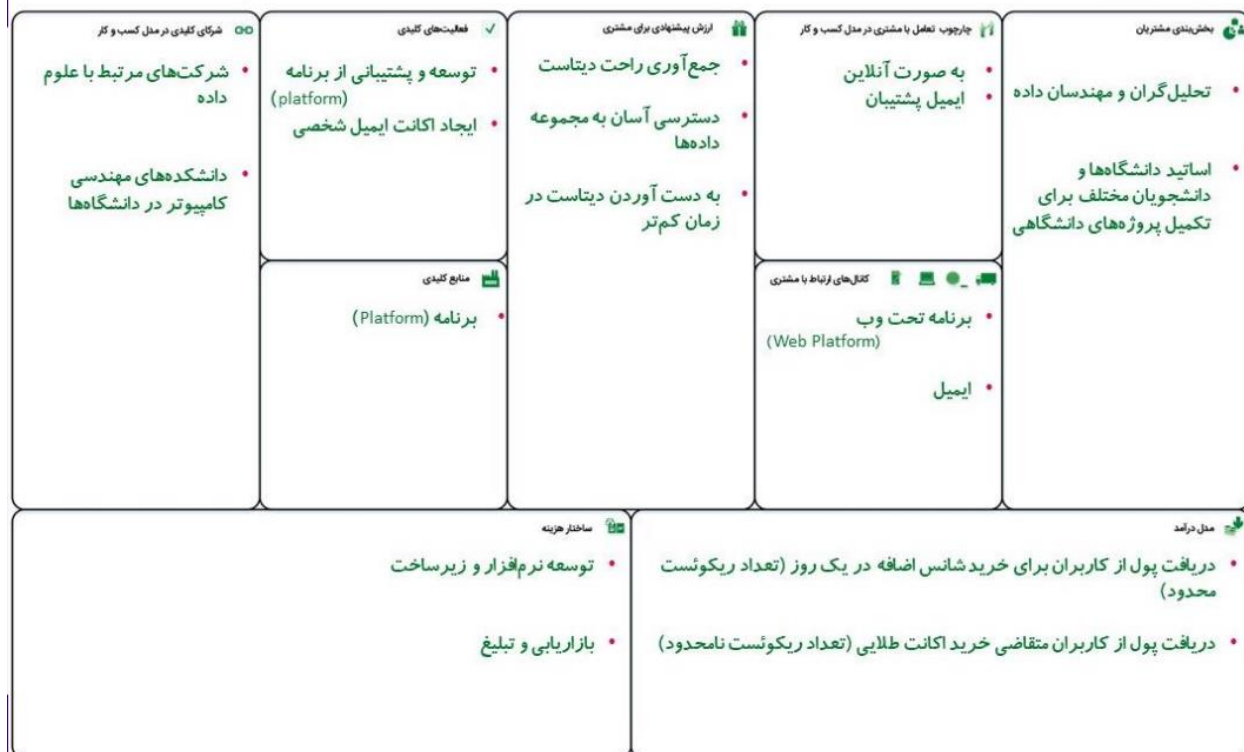 بخش‌بندی مشتریان
تحلیل‌گران و مهندسان داده
اساتید دانشگاه‌ها و
دانشجویان مختلف برای
تکمیل پروژه‌های دانشگاهی
چارچوب تعامل با مشتری در مدل کسب و کار
به صورت آنلاین
ایمیل پشتیبان
کانال‌های ارتباط با مشتری
برنامه تحت وب
(Web Platform)
ایمیل
ارزش پیشنهادی برای مشتری
جمع‌آوری راحت دیتاست
دسترسی آسان به مجموعه
داده‌ها
به دست آوردن دیتاست در
زمان کم‌تر
فعالیت‌های کلیدی
توسعه و پشتیبانی از برنامه
(platform)
ایجاد اکانت ایمیل شخصی
منابع کلیدی
برنامه (Platform)
شرکای کلیدی در مدل کسب و کار
شرکت‌های مرتبط با علوم
داده
دانشکده‌های مهندسی
کامپیوتر در دانشگاه‌ها
مدل درآمد
دریافت پول از کاربران برای خرید شانس اضافه در یک روز (تعداد ریکوئست
محدود)
دریافت پول از کاربران متقاضی خرید اکانت طلایی (تعداد ریکوئست نامحدود)
ساختار هزینه
توسعه نرم‌افزار و زیرساخت
بازاریابی و تبلیغ